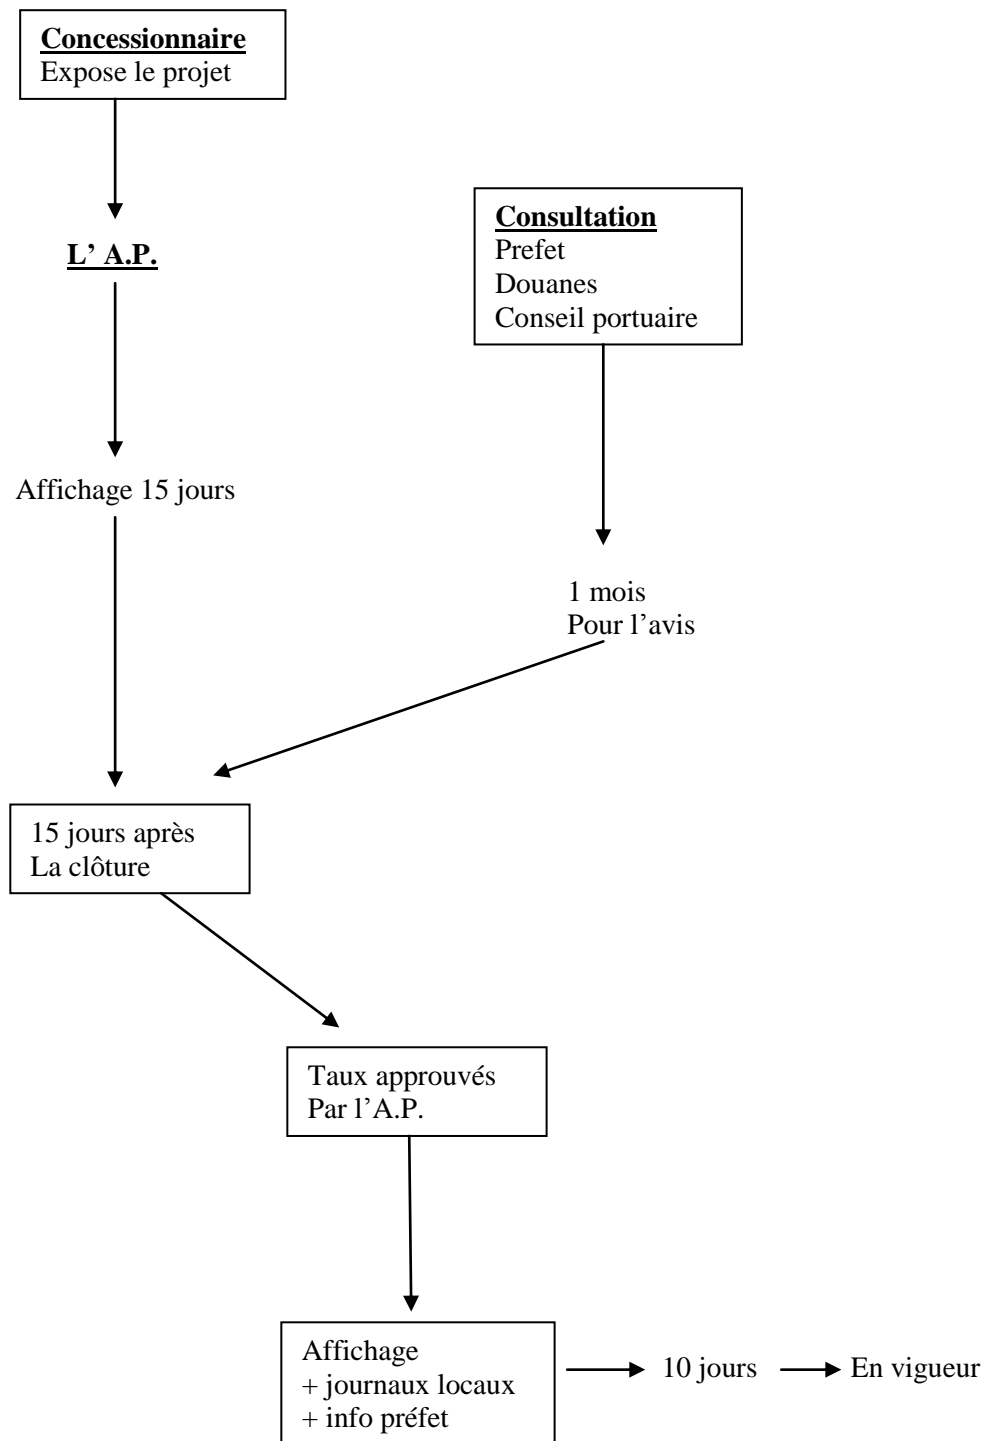 Concessionnaire
Expose le projet
L’ A.P.
Consultation
Prefet
Douanes
Conseil portuaire
Affichage 15 jours
1 mois
Pour l’avis
15 jours après
La clôture
Taux approuvés
Par l’A.P.
Affichage
+ journaux locaux
+ info préfet
10 jours
En vigueur